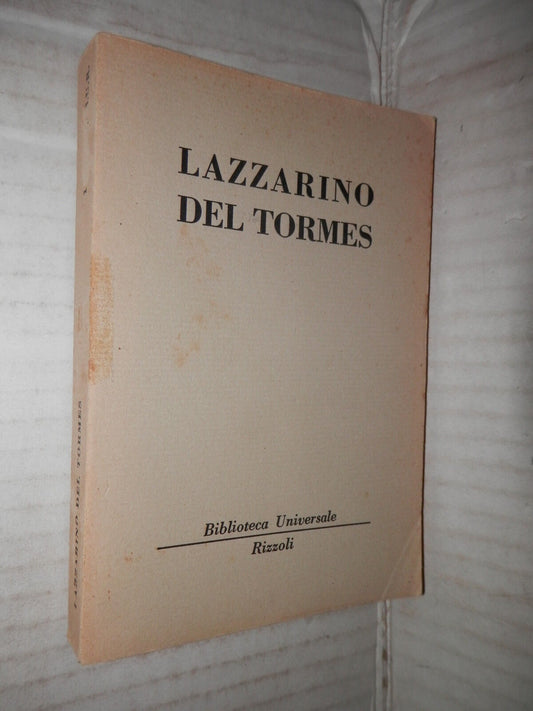 LAZZARINO
DEL TORMES
Biblioteca Universale
Rizzoli
LAZZARINO DEL TORMES